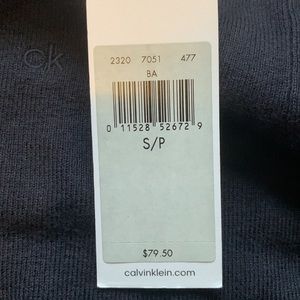 ck
2320 7051 477
BA
0 11528 52672 9
S/P
$79.50
calvinklein.com